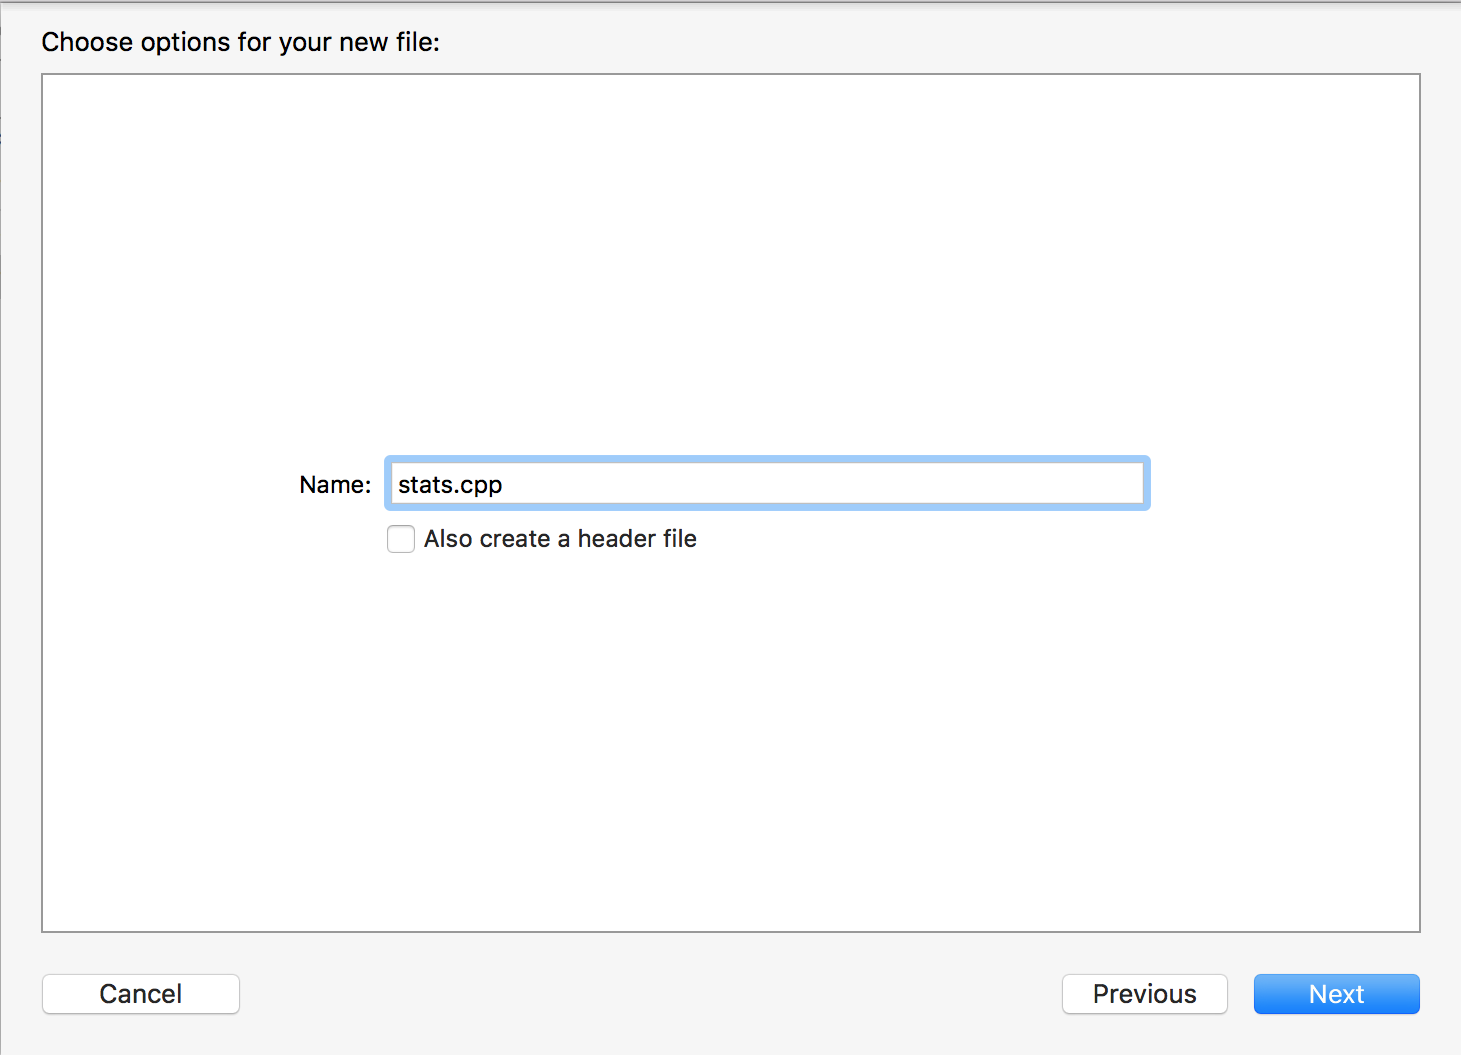 Choose options for your new file:
Name: stats.cpp
Also create a header file
Cancel Previous Next